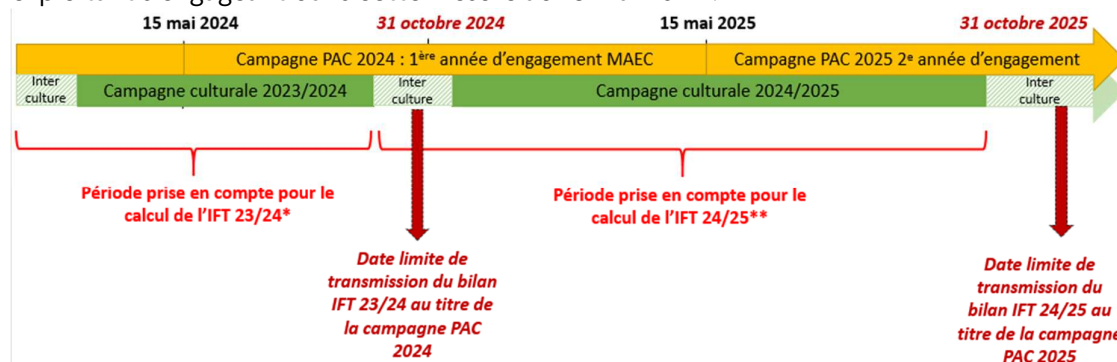 15 mai 2024 31 octobre 2024 15 mai 2025 31 octobre 2025
Campagne PAC 2024 : 1ère année d’engagement MAEC Campagne PAC 2025 2e année d’engagement
Inter
culture
Campagne culturale 2023/2024
Inter
culture
Campagne culturale 2024/2025
Inter
culture
Période prise en compte pour le
calcul de l’IFT 23/24*
Période prise en compte pour le
calcul de l’IFT 24/25**
Date limite de
transmission du bilan
IFT 23/24 au titre de
la campagne PAC
2024
Date limite de
transmission du
bilan IFT 24/25 au
titre de la campagne
PAC 2025